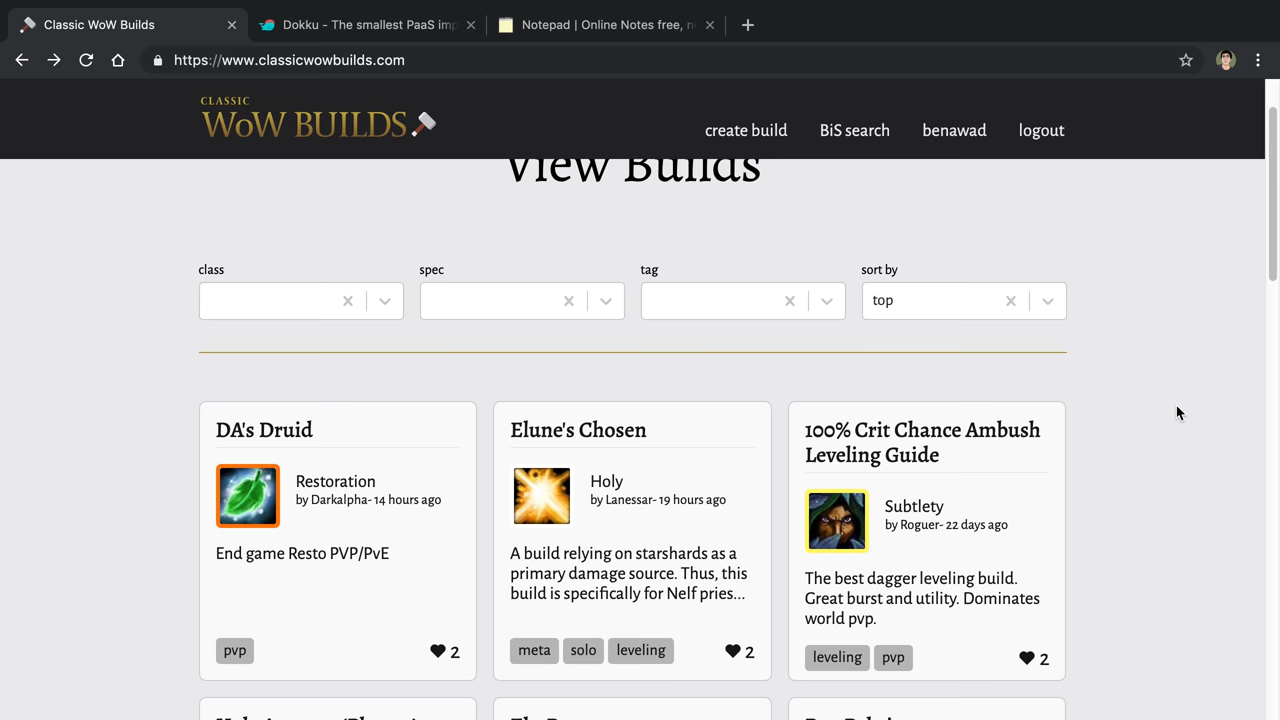 Classic WoW Builds
Dokku - The smallest PaaS imp
Notepad | Online Notes free, n
https://www.classicwowbuilds.com
CLASSIC
WoW BUILDS
create build
BiS search
benawad
logout
View Builds
class
spec
tag
sort by
top
DA's Druid
Restoration
by Darkalpha- 14 hours ago
End game Resto PVP/PvE
pvp
2
Elune's Chosen
Holy
by Lanessar- 19 hours ago
A build relying on starshards as a
primary damage source. Thus, this
build is specifically for Nelf pries...
meta solo leveling
2
100% Crit Chance Ambush
Leveling Guide
Subtlety
by Roguer- 22 days ago
The best dagger leveling build.
Great burst and utility. Dominates
world pvp.
leveling pvp
2